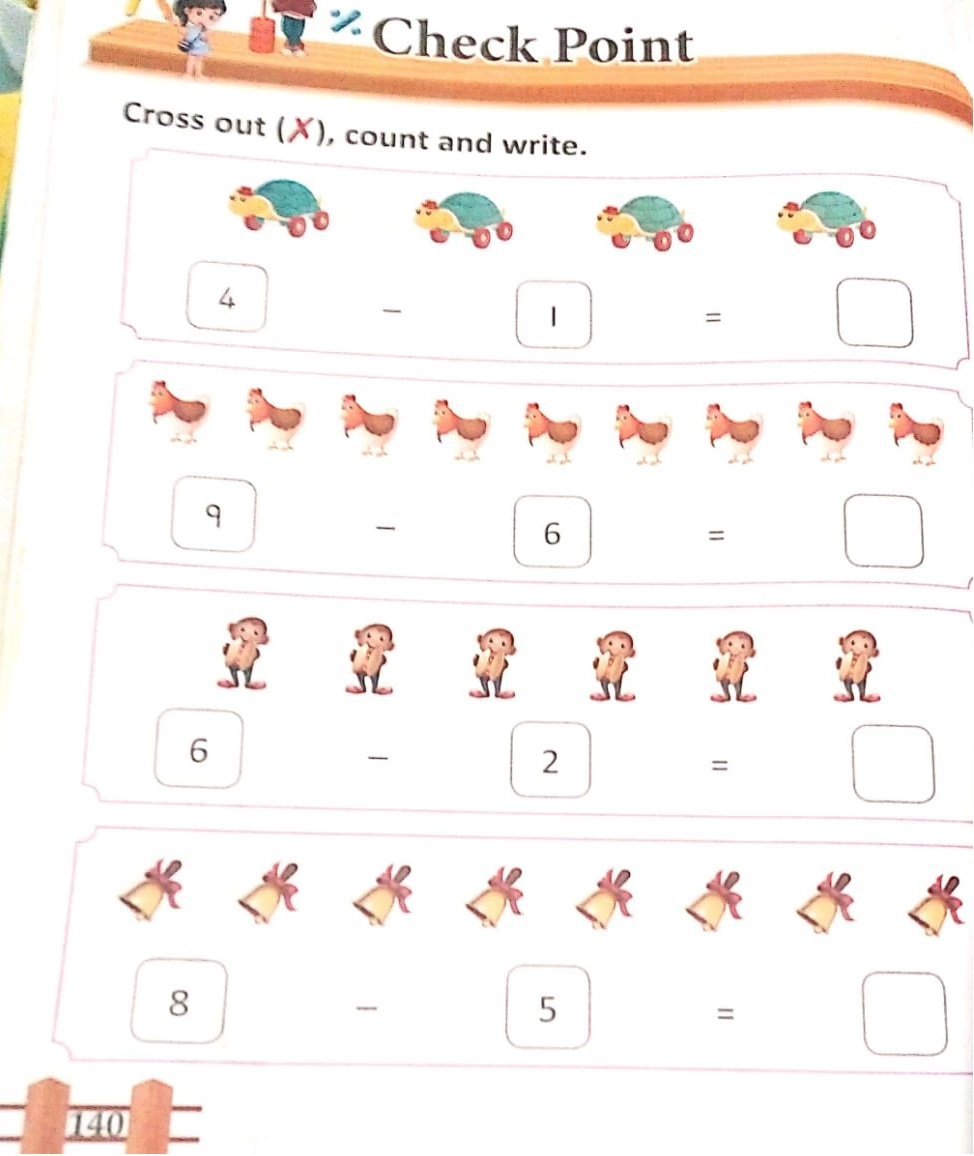 Check Point
Cross out (✗), count and write.
4 – 1 =
9 – 6 =
6 – 2 =
8 – 5 =
140